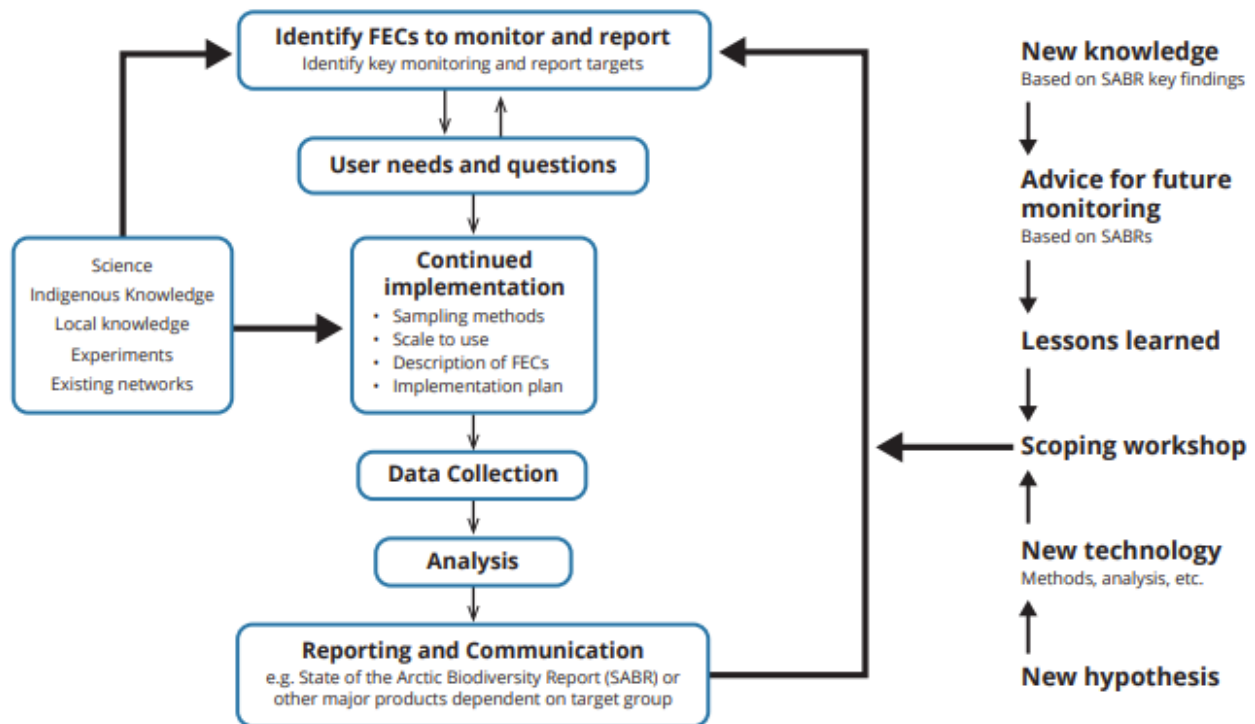 Identify FECs to monitor and report
Identify key monitoring and report targets
User needs and questions
Science
Indigenous Knowledge
Local knowledge
Experiments
Existing networks
Continued
implementation
• Sampling methods
• Scale to use
• Description of FECs
• Implementation plan
Data Collection
Analysis
Reporting and Communication
e.g. State of the Arctic Biodiversity Report (SABR) or
other major products dependent on target group
New knowledge
Based on SABR key findings
Advice for future
monitoring
Based on SABRs
Lessons learned
Scoping workshop
New technology
Methods, analysis, etc.
New hypothesis